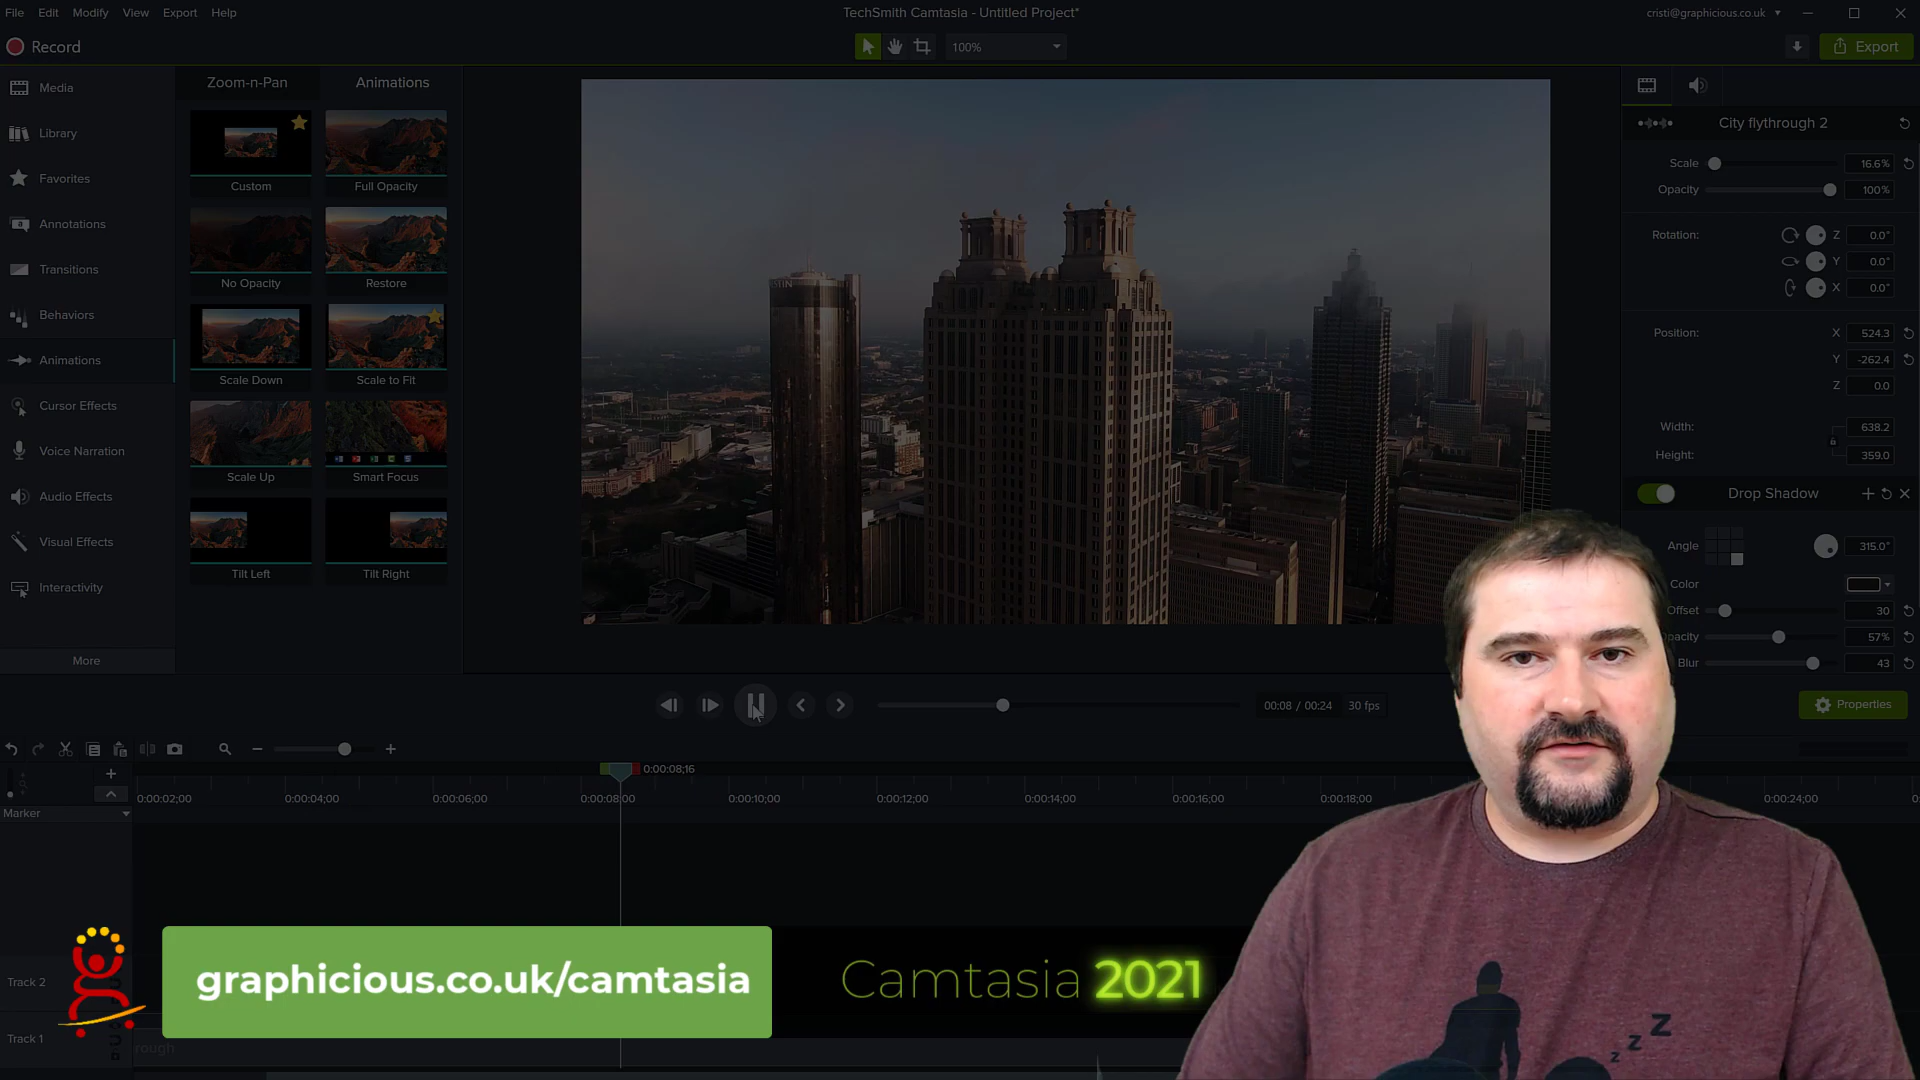 File Edit Modify View Export Help
TechSmith Camtasia - Untitled Project*
cristi@graphicious.co.uk
Record
100%
Export
Media
Library
Favorites
Annotations
Transitions
Behaviors
Animations
Cursor Effects
Voice Narration
Audio Effects
Visual Effects
Interactivity
More
Zoom-n-Pan Animations
Custom Full Opacity
No Opacity Restore
Scale Down Scale to Fit
Scale Up Smart Focus
Tilt Left Tilt Right
City flythrough 2
Scale 16.6%
Opacity 100%
Rotation: Z 0.0°
Y 0.0°
X 0.0°
Position: X 524.3
Y -262.4
Z 0.0
Width: 638.2
Height: 359.0
Drop Shadow
Angle 315.0°
Color
Offset 30
pacity 57%
Blur 43
00:08 / 00:24 30 fps
Properties
0:00:08;16
0:00:02;00 0:00:04;00 0:00:06;00 0:00:08;00 0:00:10;00 0:00:12;00 0:00:14;00 0:00:16;00 0:00:18;00 0:00:24;00
Marker
Track 2
Track 1
rough
graphicious.co.uk/camtasia
Camtasia 2021
z z Z